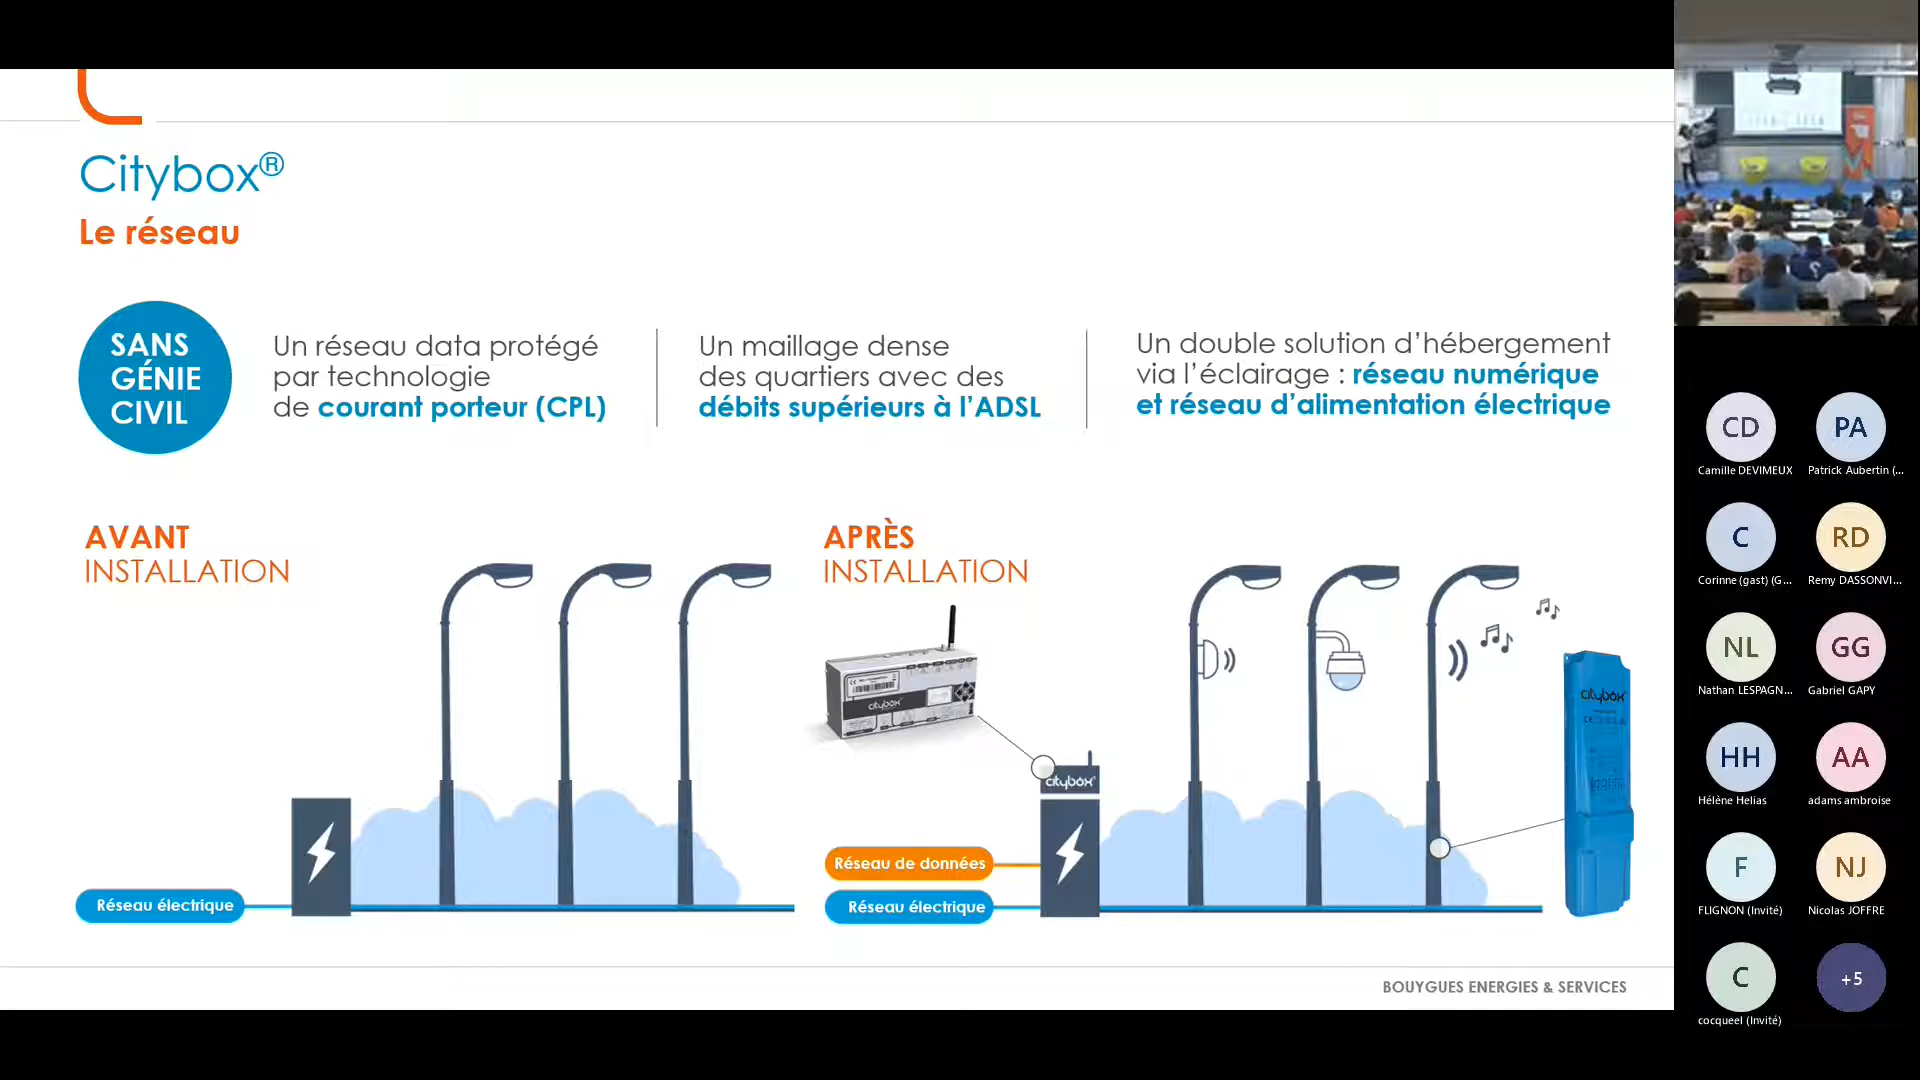 Citybox®
Le réseau
SANS
GÉNIE
CIVIL
Un réseau data protégé
par technologie
de courant porteur (CPL)
Un maillage dense
des quartiers avec des
débits supérieurs à l’ADSL
Un double solution d’hébergement
via l’éclairage : réseau numérique
et réseau d’alimentation électrique
AVANT
INSTALLATION
Réseau électrique
APRÈS
INSTALLATION
citybox
citybox
citybox
Réseau de données
Réseau électrique
BOUYGUES ENERGIES & SERVICES
CD
Camille DEVIMEUX
PA
Patrick Aubertin (...
C
Corinne (gast) (G...
RD
Remy DASSONVI...
NL
Nathan LESPAGN...
GG
Gabriel GAPY
HH
Hélène Helias
AA
adams ambroise
F
FLIGNON (Invité)
NJ
Nicolas JOFFRE
C
cocqueel (Invité)
+5